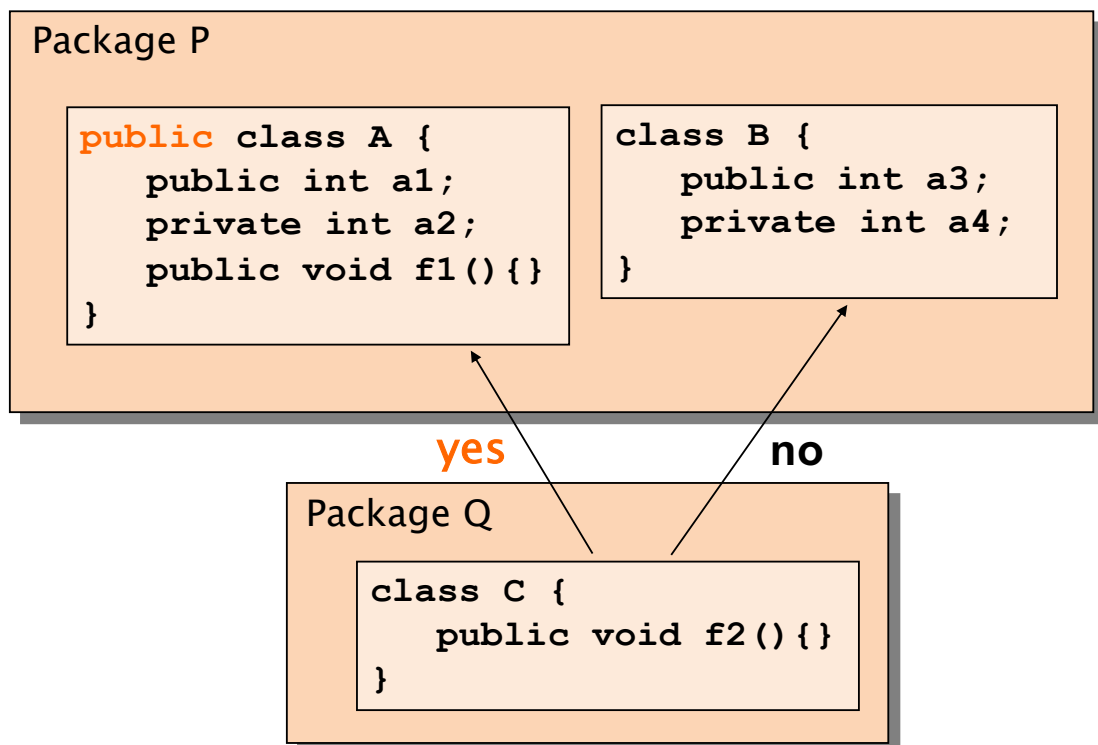 Package P
public class A {
public int a1;
private int a2;
public void f1(){}
}
class B {
public int a3;
private int a4;
}
yes
no
Package Q
class C {
public void f2(){}
}